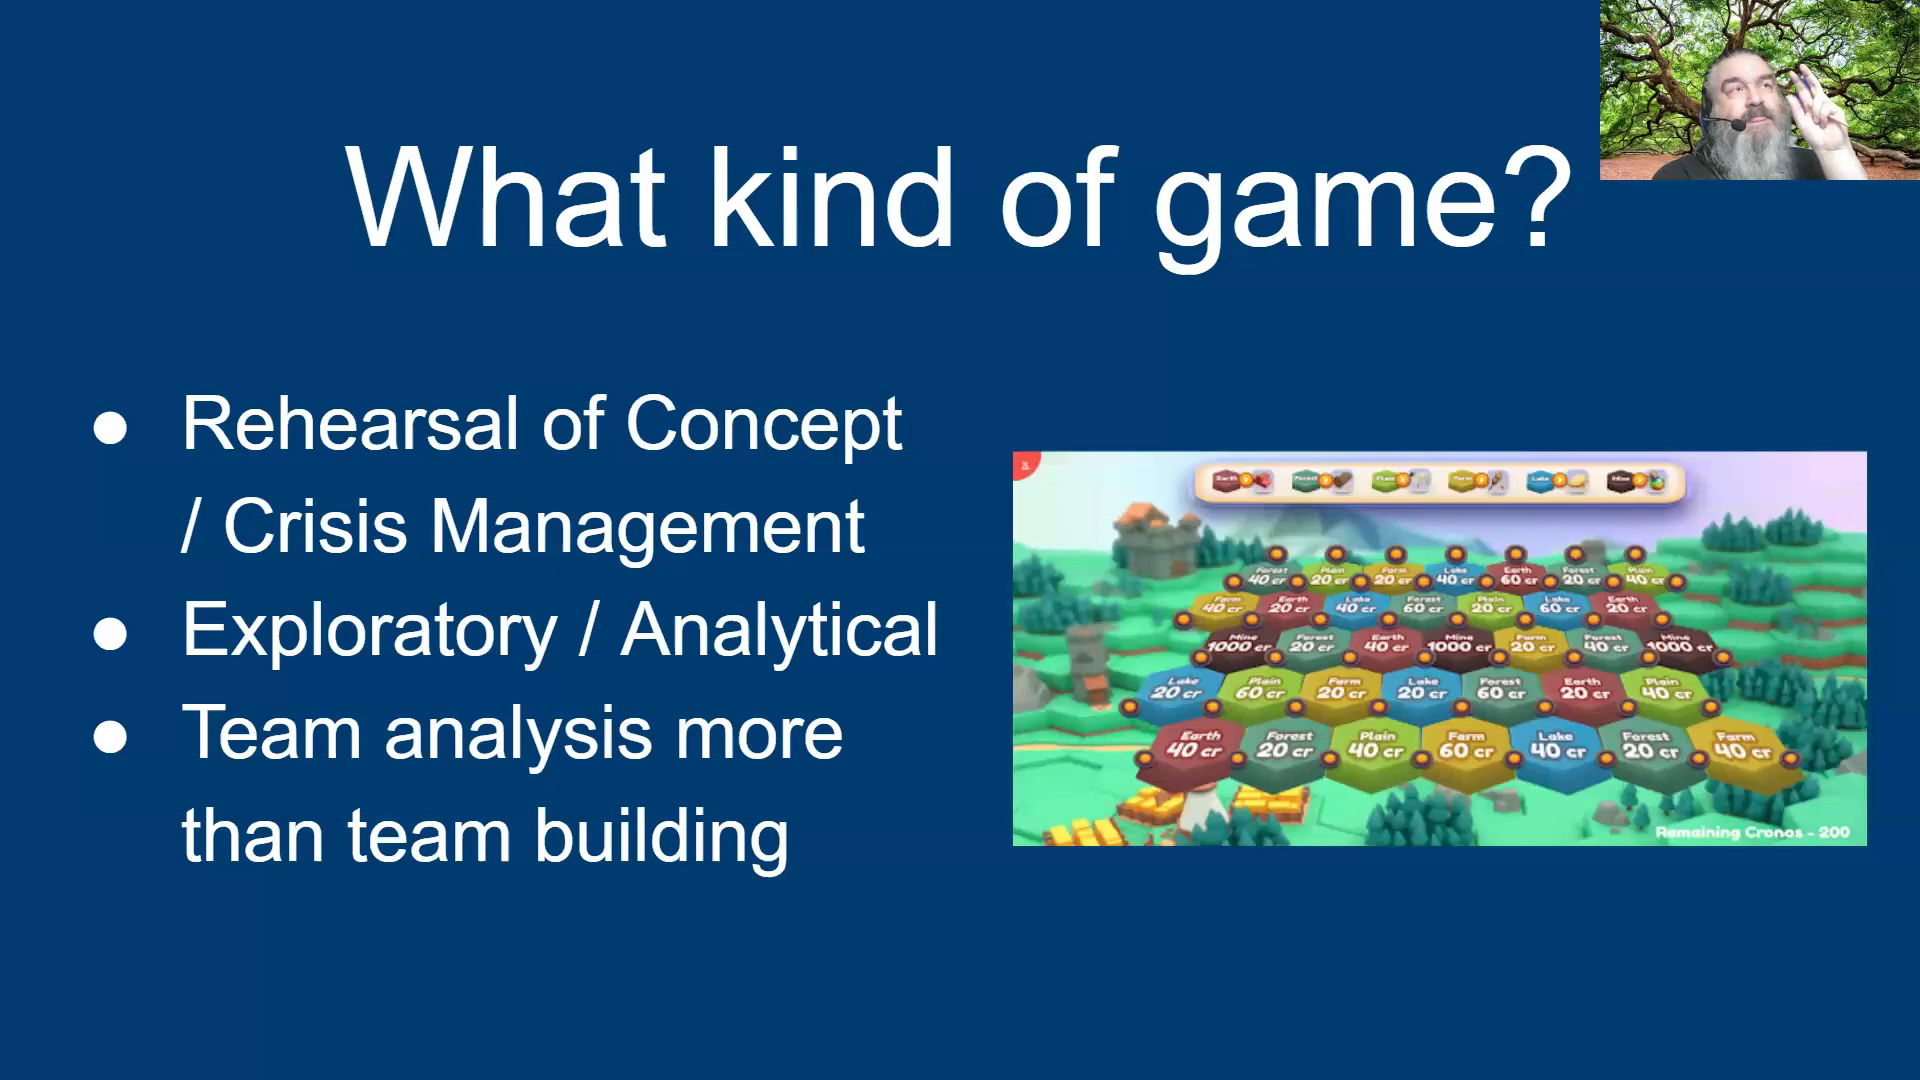 What kind of game?
● Rehearsal of Concept
/ Crisis Management
● Exploratory / Analytical
● Team analysis more
than team building
Earth Forest Plain Farm Lake Mine
Forest Plain Farm Lake Earth Forest Plain
40 cr 20 cr 20 cr 40 cr 60 cr 20 cr 40 cr
Farm Earth Lake Forest Plain Lake Earth
40 cr 20 cr 40 cr 60 cr 20 cr 60 cr 20 cr
Mine Forest Earth Mine Farm Forest Mine
1000 cr 20 cr 40 cr 1000 cr 20 cr 40 cr 1000 cr
Lake Plain Farm Lake Forest Earth Plain
20 cr 60 cr 20 cr 20 cr 60 cr 20 cr 40 cr
Earth Forest Plain Farm Lake Forest Farm
40 cr 20 cr 40 cr 60 cr 40 cr 20 cr 40 cr
Remaining Cronos - 200